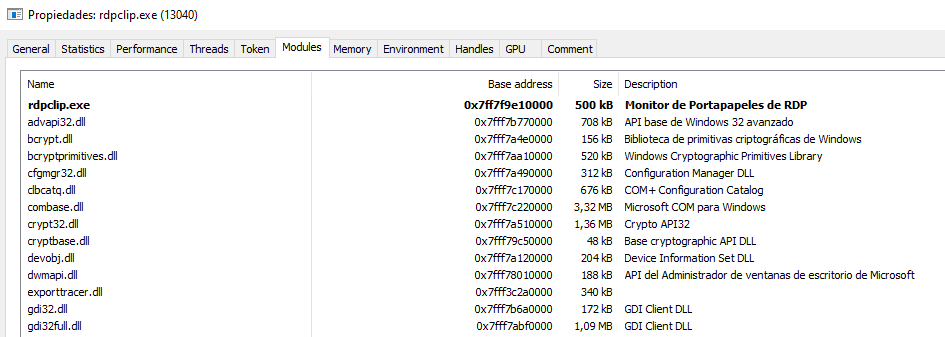 Propiedades: rdpclip.exe (13040)
General Statistics Performance Threads Token Modules Memory Environment Handles GPU Comment
Name Base address Size Description
rdpclip.exe 0x7ff7f9e10000 500 kB Monitor de Portapapeles de RDP
advapi32.dll 0x7fff7b770000 708 kB API base de Windows 32 avanzado
bcrypt.dll 0x7fff7a4e0000 156 kB Biblioteca de primitivas criptográficas de Windows
bcryptprimitives.dll 0x7fff7aa10000 520 kB Windows Cryptographic Primitives Library
cfgmgr32.dll 0x7fff7a490000 312 kB Configuration Manager DLL
clbcatq.dll 0x7fff7c170000 676 kB COM+ Configuration Catalog
combase.dll 0x7fff7c220000 3,32 MB Microsoft COM para Windows
crypt32.dll 0x7fff7a510000 1,36 MB Crypto API32
cryptbase.dll 0x7fff79c50000 48 kB Base cryptographic API DLL
devobj.dll 0x7fff7a120000 204 kB Device Information Set DLL
dwmapi.dll 0x7fff78010000 188 kB API del Administrador de ventanas de escritorio de Microsoft
exporttracer.dll 0x7fff3c2a0000 340 kB
gdi32.dll 0x7fff7b6a0000 172 kB GDI Client DLL
gdi32full.dll 0x7fff7abf0000 1,09 MB GDI Client DLL